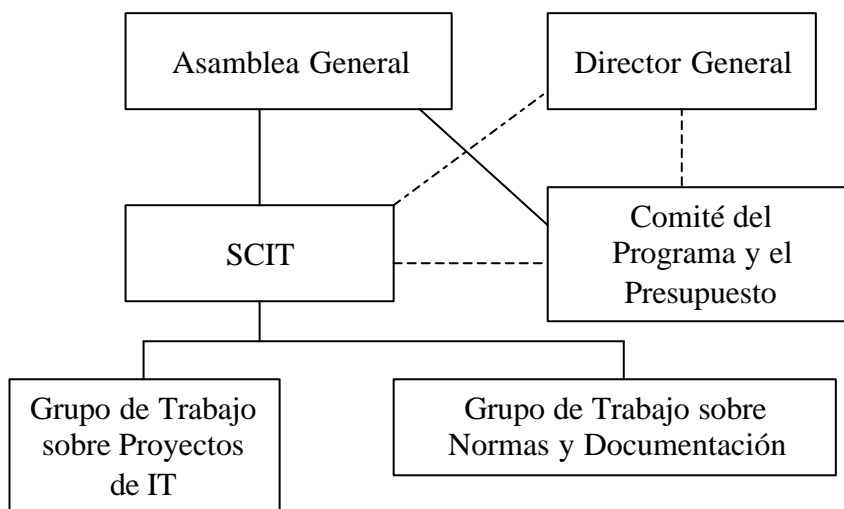 Asamblea General
Director General
SCIT
Comité del
Programa y el
Presupuesto
Grupo de Trabajo
sobre Proyectos
de IT
Grupo de Trabajo sobre
Normas y Documentación